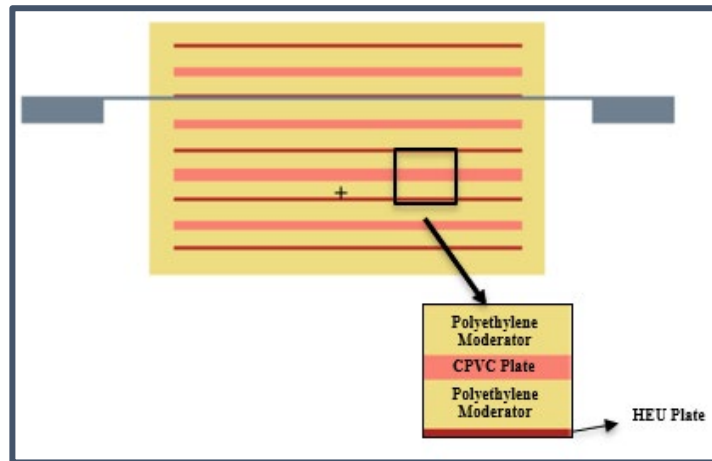 Polyethylene
Moderator
CPVC Plate
Polyethylene
Moderator
HEU Plate